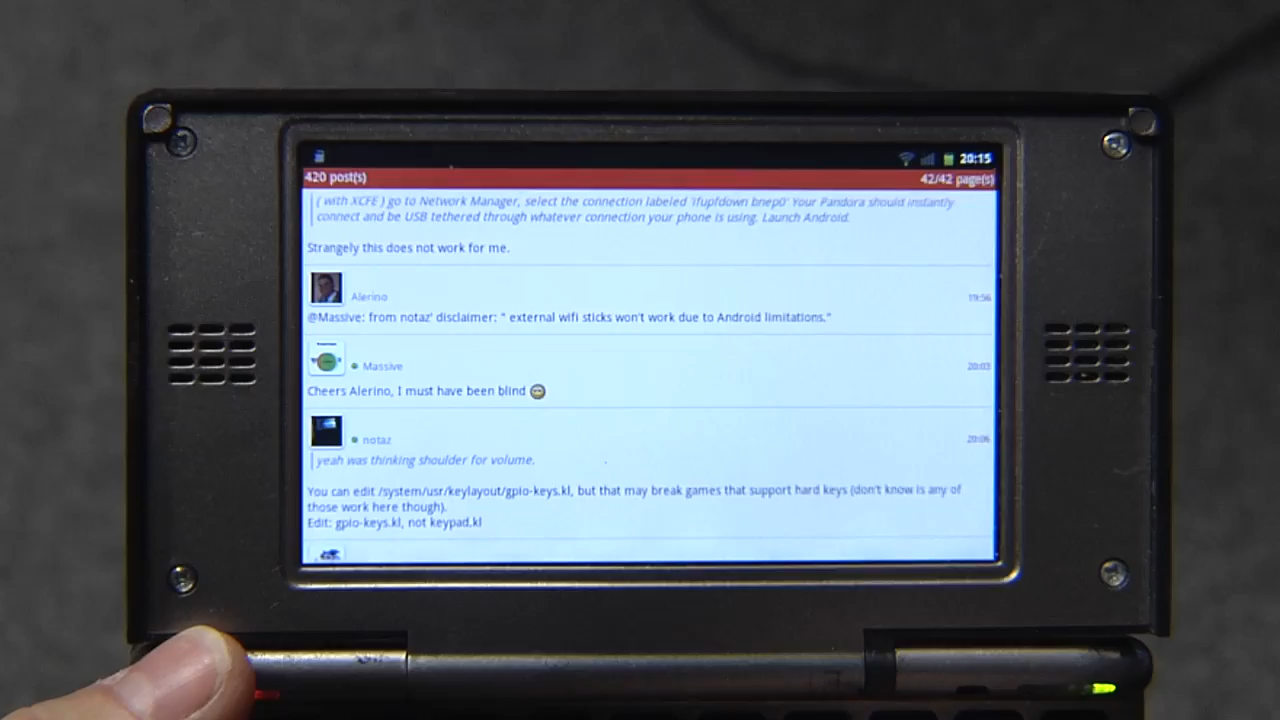 20:15
420 post(s)
42/42 page(s)
( with XCFE ) go to Network Manager, select the connection labeled 'ifupfdown bnep0' Your Pandora should instantly
connect and be USB tethered through whatever connection your phone is using. Launch Android.
Strangely this does not work for me.
Alerino
19:56
@Massive: from notaz' disclaimer: " external wifi sticks won't work due to Android limitations."
Massive
20:03
Cheers Alerino, I must have been blind
notaz
20:06
yeah was thinking shoulder for volume.
You can edit /system/usr/keylayout/gpio-keys.kl, but that may break games that support hard keys (don't know is any of
those work here though).
Edit: gpio-keys.kl, not keypad.kl